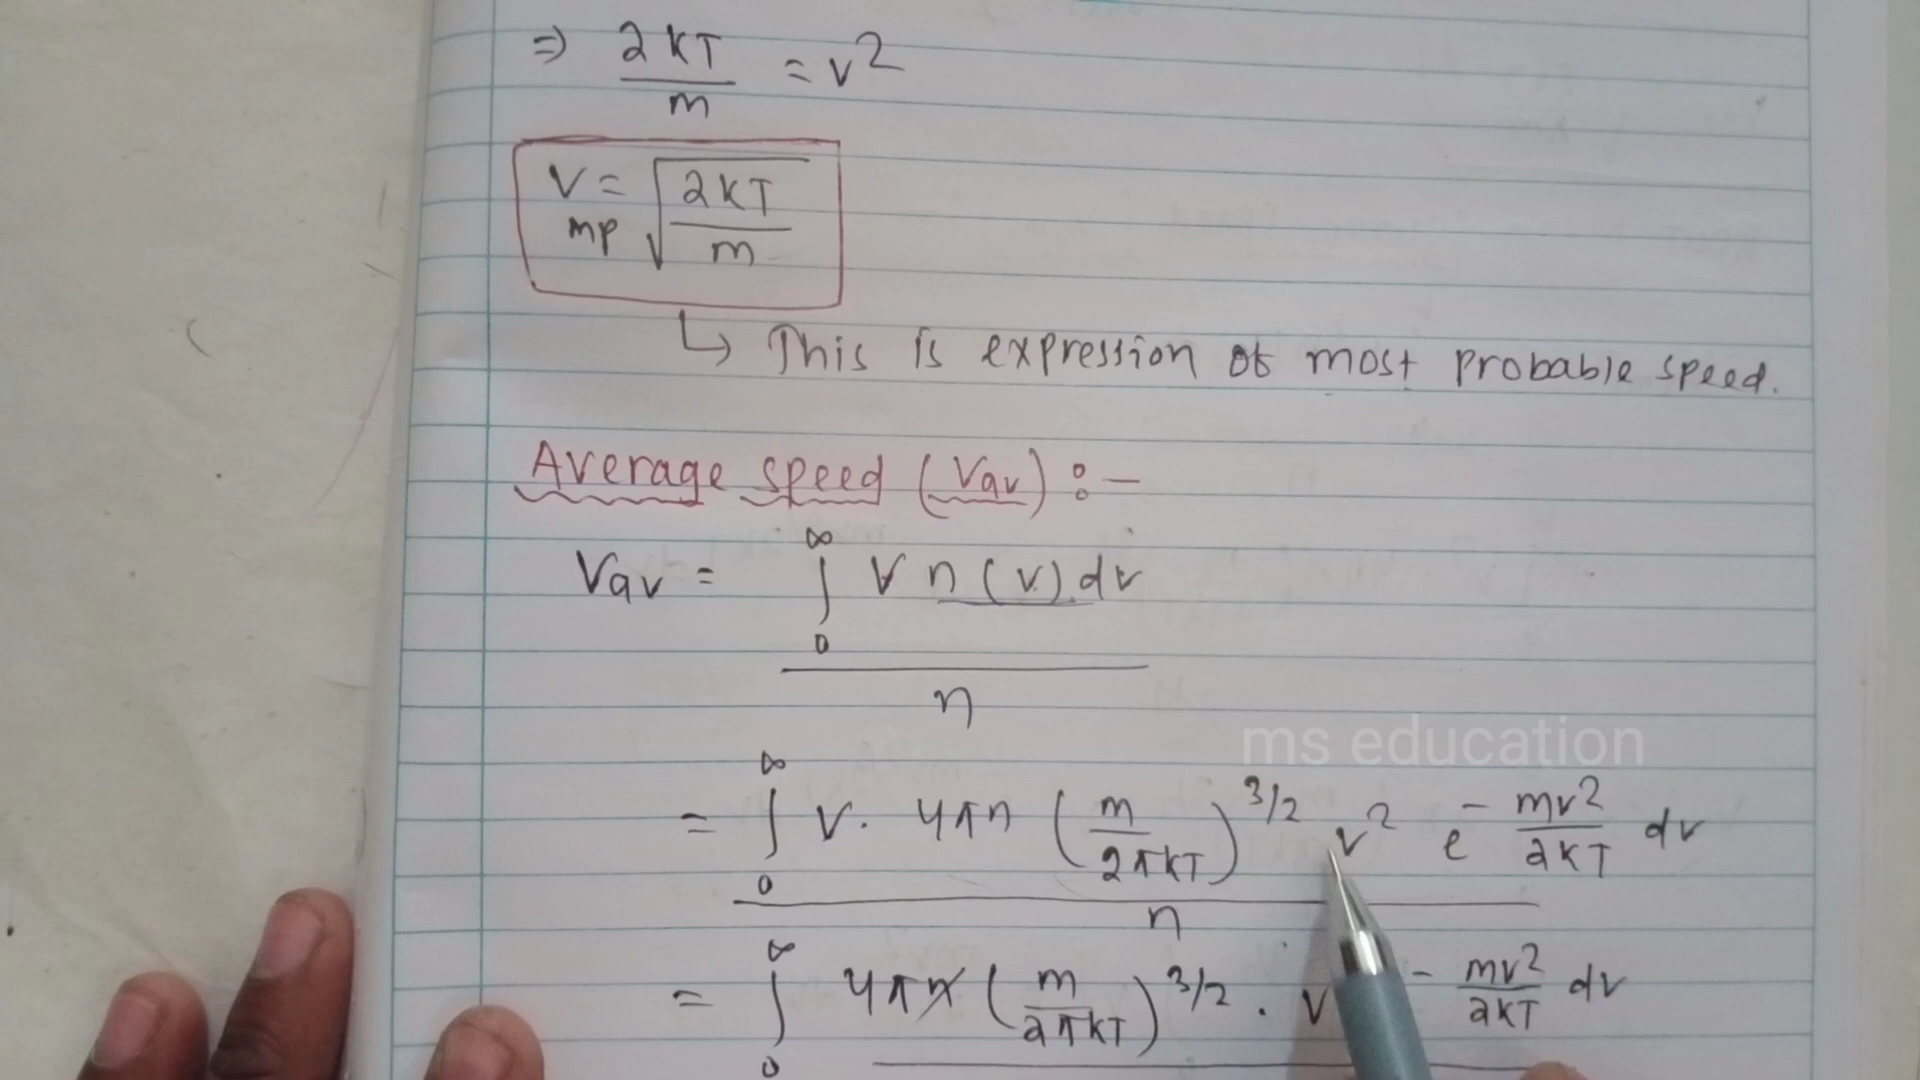 ⇒ 2KT/m = v²
V mp = √(2KT/m)
↳ This is expression of most probable speed.
Average speed (Vav) :-
Vav = ∫₀^∞ V n(v).dv / n
ms education
= ∫₀^∞ v. 4πn (m/2πKT)^3/2 v² e^-mv²/2KT dv / n
= ∫₀^∞ 4πn (m/2πKT)^3/2 . v - mv²/2KT dv